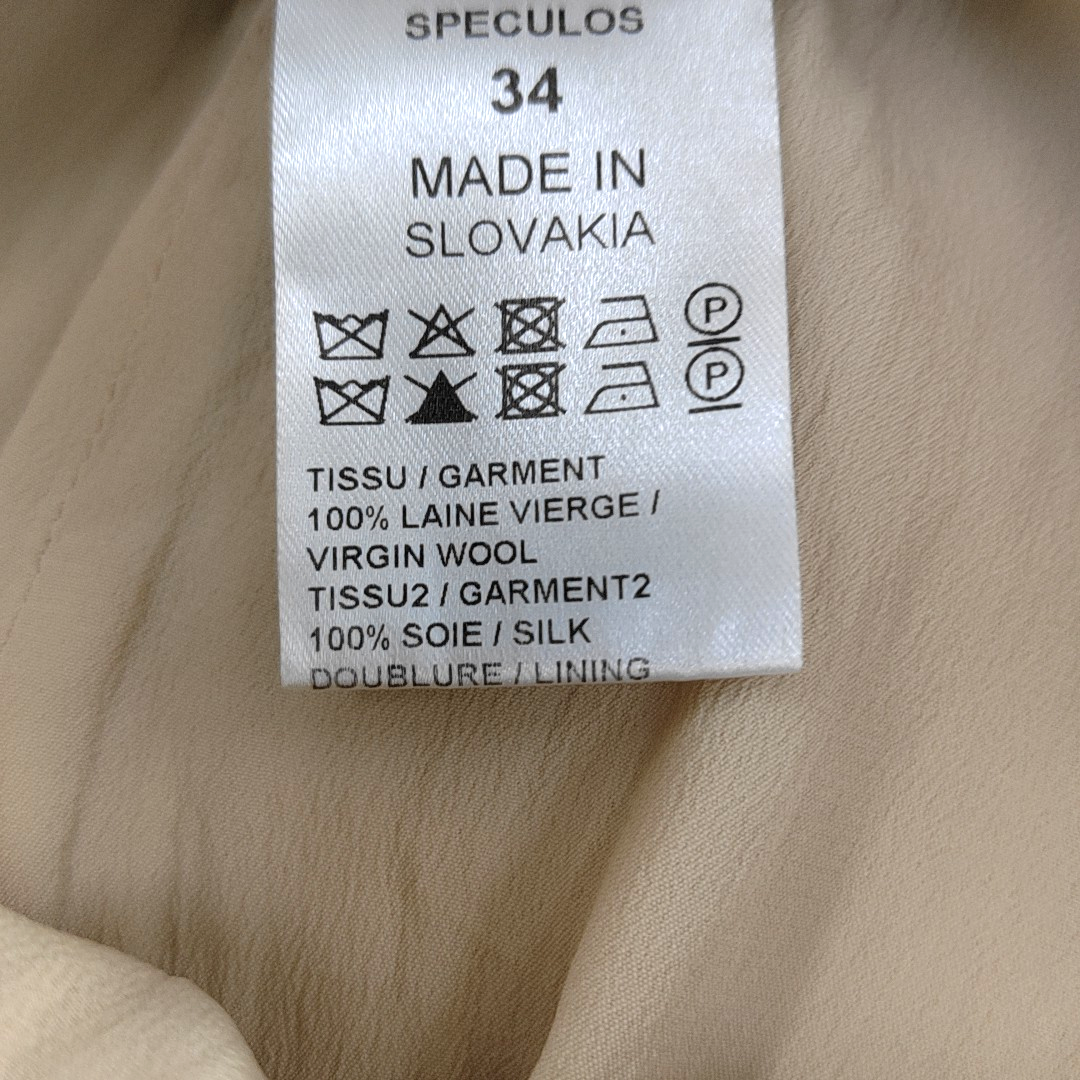 SPECULOS
34
MADE IN
SLOVAKIA
P
P
TISSU / GARMENT
100% LAINE VIERGE /
VIRGIN WOOL
TISSU2 / GARMENT2
100% SOIE / SILK
DOUBLURE / LINING